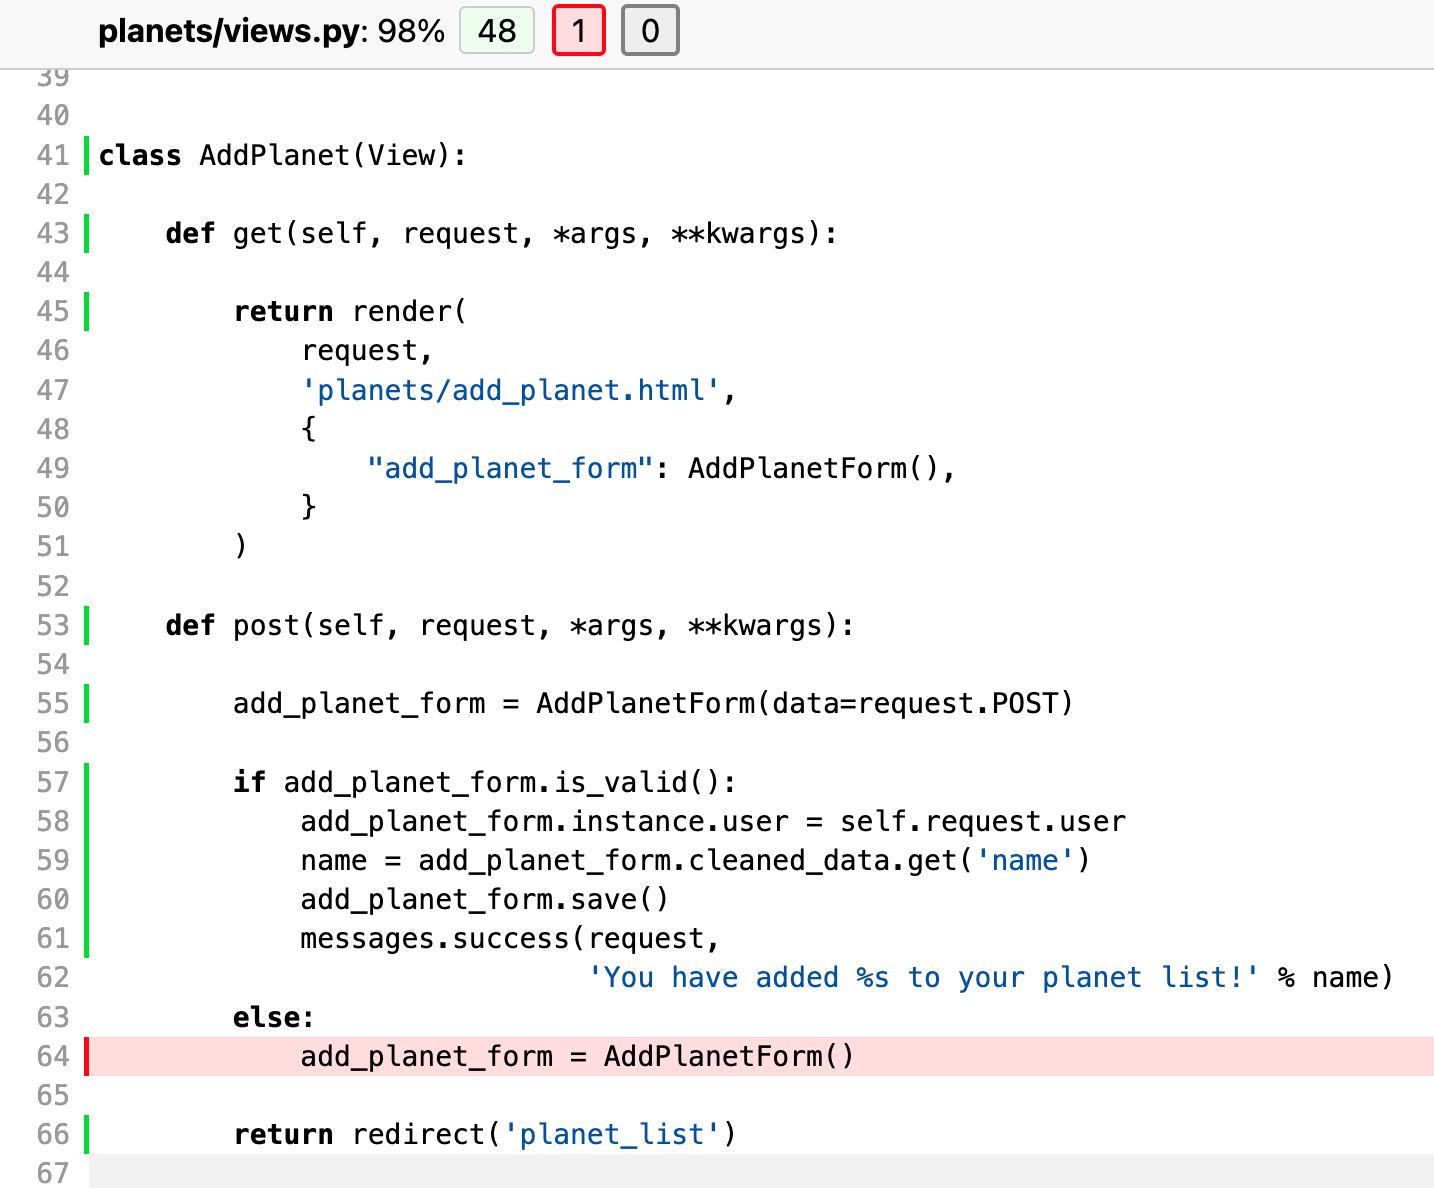 planets/views.py: 98% 48 1 0
39
40
41 class AddPlanet(View):
42
43     def get(self, request, *args, **kwargs):
44
45         return render(
46             request,
47             'planets/add_planet.html',
48             {
49                 "add_planet_form": AddPlanetForm(),
50             }
51         )
52
53     def post(self, request, *args, **kwargs):
54
55         add_planet_form = AddPlanetForm(data=request.POST)
56
57         if add_planet_form.is_valid():
58             add_planet_form.instance.user = self.request.user
59             name = add_planet_form.cleaned_data.get('name')
60             add_planet_form.save()
61             messages.success(request,
62                              'You have added %s to your planet list!' % name)
63         else:
64             add_planet_form = AddPlanetForm()
65
66         return redirect('planet_list')
67